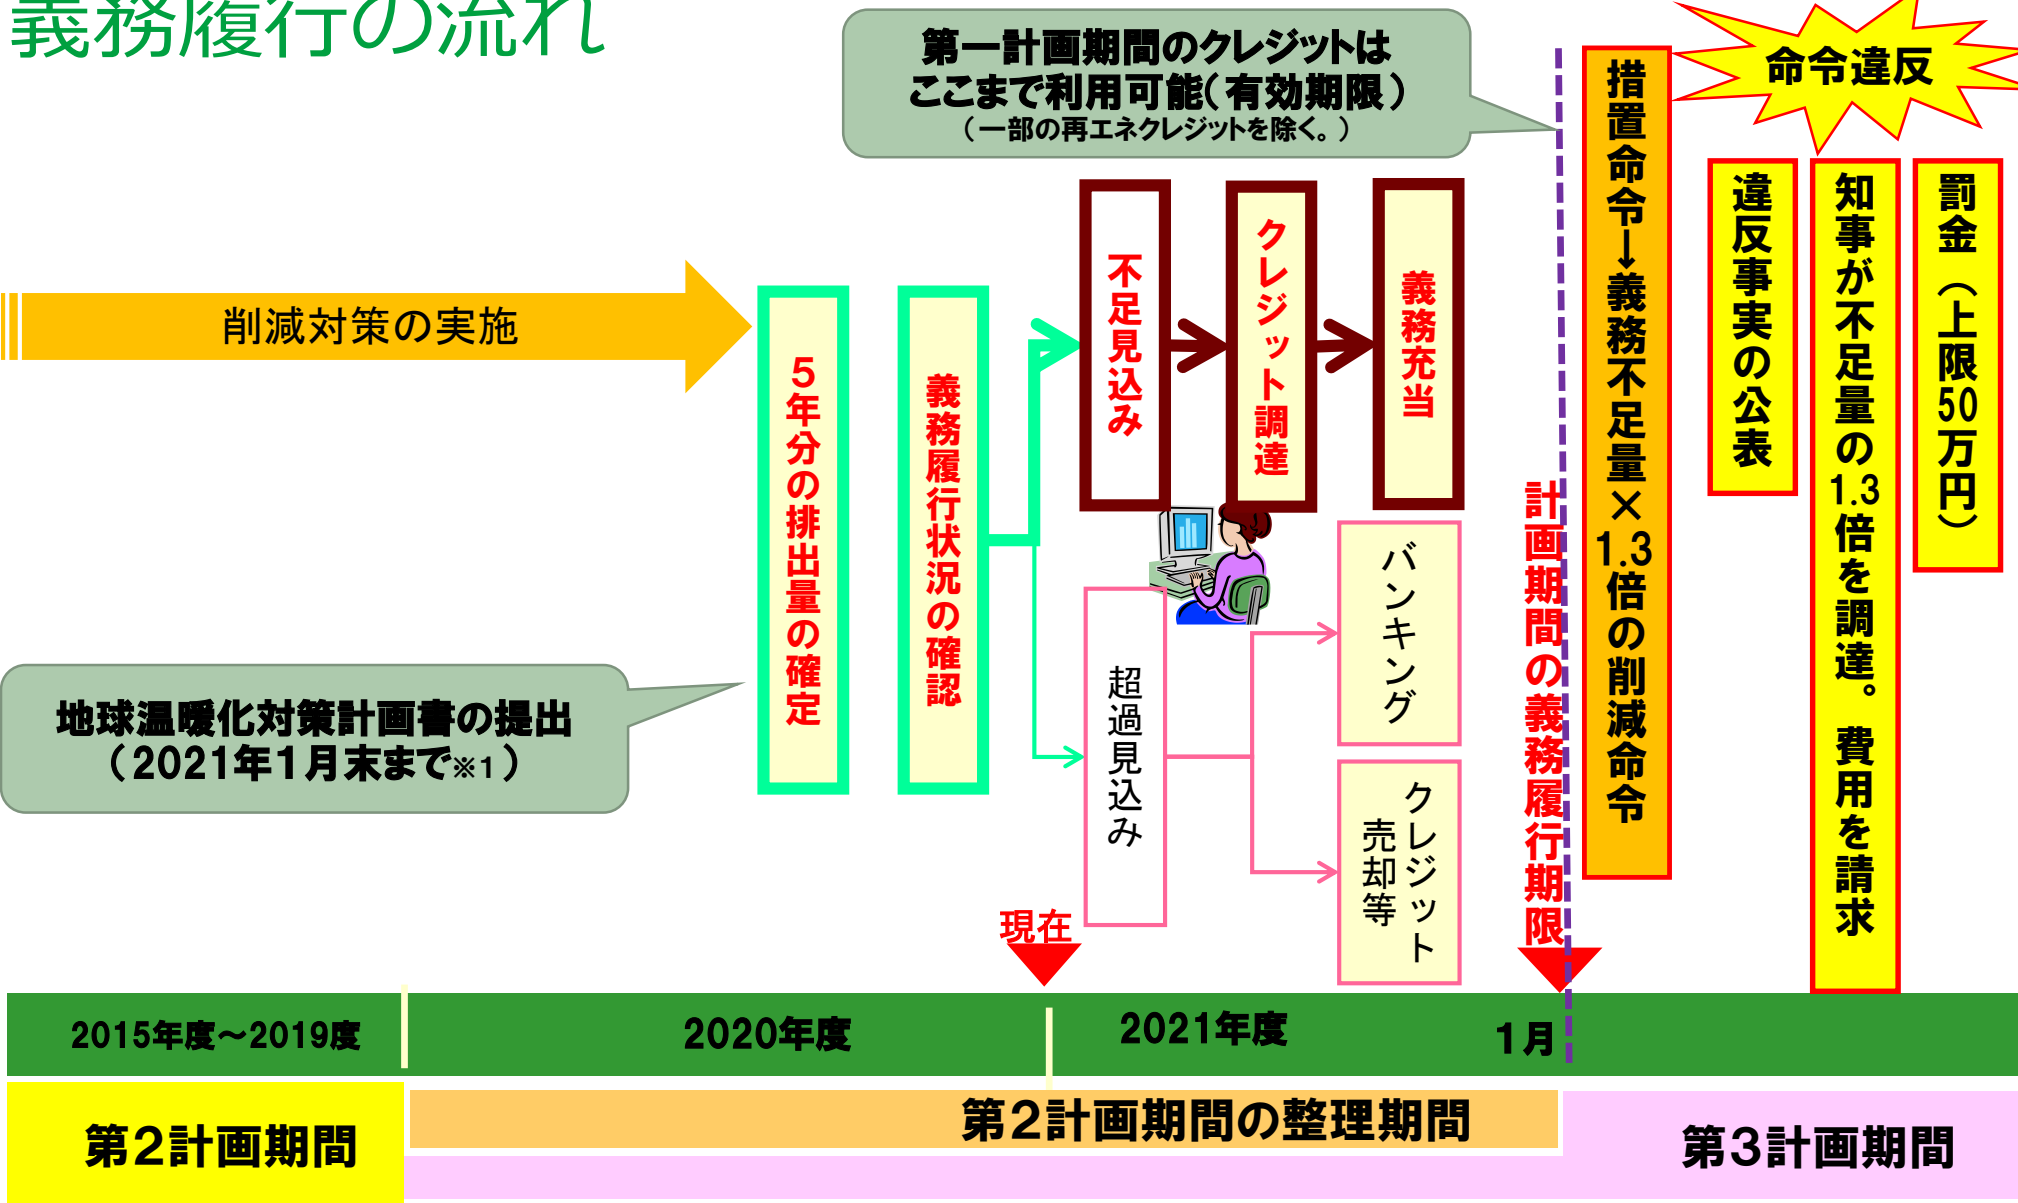 義務履行の流れ
第一計画期間のクレジットは
ここまで利用可能（有効期限）
（一部の再エネクレジットを除く。）
命令違反
措置命令→義務不足量×1.3倍の削減命令
違反事実の公表
知事が不足量の1.3倍を調達。費用を請求
罰金（上限50万円）
削減対策の実施
５年分の排出量の確定
義務履行状況の確認
不足見込み
クレジット調達
義務充当
超過見込み
バンキング
クレジット
売却等
計画期間の義務履行期限
地球温暖化対策計画書の提出
（2021年1月末まで※1）
現在
2015年度～2019度
2020年度
2021年度
1月
第2計画期間
第2計画期間の整理期間
第3計画期間